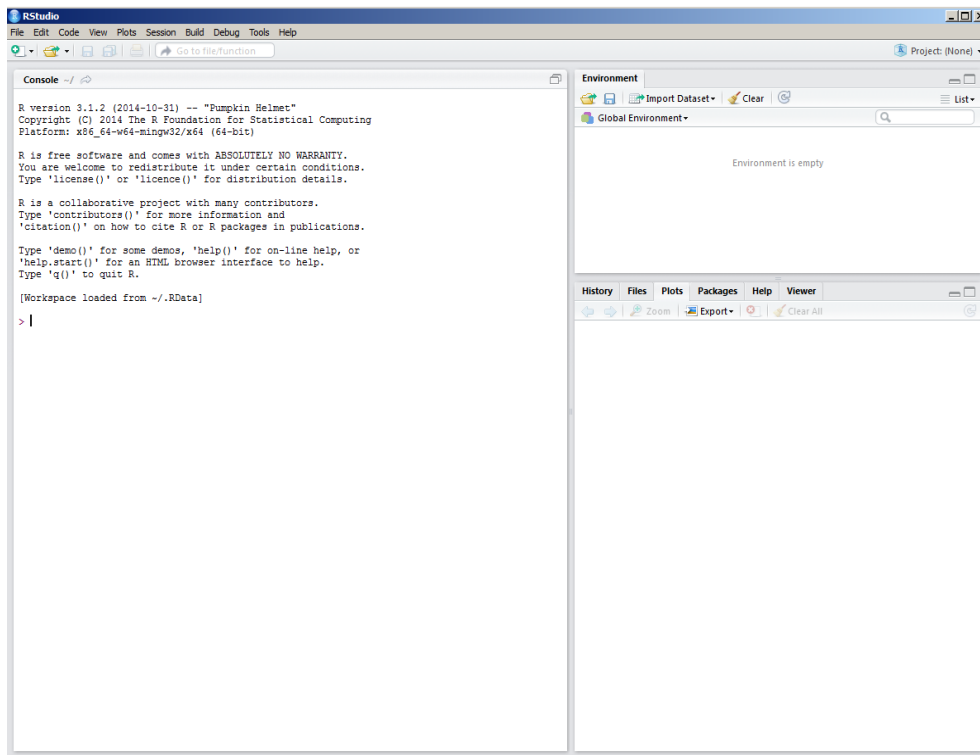 RStudio
File Edit Code View Plots Session Build Debug Tools Help
Go to file/function
Project: (None)
Console ~/
R version 3.1.2 (2014-10-31) -- "Pumpkin Helmet"
Copyright (C) 2014 The R Foundation for Statistical Computing
Platform: x86_64-w64-mingw32/x64 (64-bit)
R is free software and comes with ABSOLUTELY NO WARRANTY.
You are welcome to redistribute it under certain conditions.
Type 'license()' or 'licence()' for distribution details.
R is a collaborative project with many contributors.
Type 'contributors()' for more information and
'citation()' on how to cite R or R packages in publications.
Type 'demo()' for some demos, 'help()' for on-line help, or
'help.start()' for an HTML browser interface to help.
Type 'q()' to quit R.
[Workspace loaded from ~/.RData]
>
Environment
Import Dataset Clear List
Global Environment
Environment is empty
History Files Plots Packages Help Viewer
Zoom Export Clear All